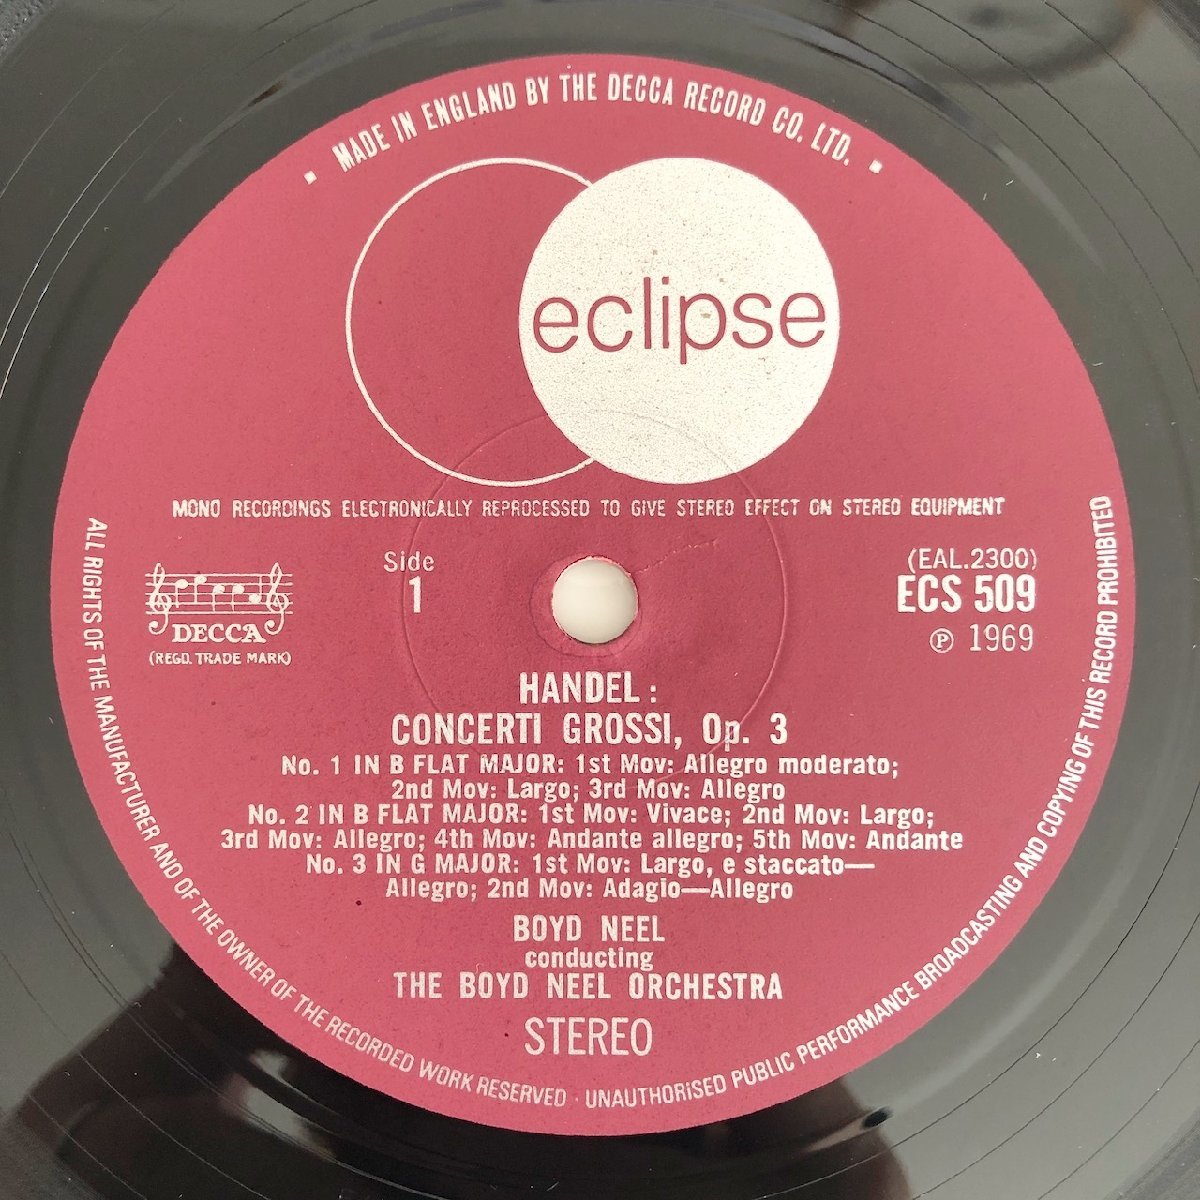 • MADE IN ENGLAND BY THE DECCA RECORD CO. LTD. •
eclipse
MONO RECORDINGS ELECTRONICALLY REPROCESSED TO GIVE STEREO EFFECT ON STEREO EQUIPMENT
DECCA
(REGD. TRADE MARK)
Side
1
(EAL.2300)
ECS 509
℗ 1969
HANDEL:
CONCERTI GROSSI, Op. 3
No. 1 IN B FLAT MAJOR: 1st Mov: Allegro moderato;
2nd Mov: Largo; 3rd Mov: Allegro
No. 2 IN B FLAT MAJOR: 1st Mov: Vivace; 2nd Mov: Largo;
3rd Mov: Allegro; 4th Mov: Andante allegro; 5th Mov: Andante
No. 3 IN G MAJOR: 1st Mov: Largo, e staccato—
Allegro; 2nd Mov: Adagio—Allegro
BOYD NEEL
conducting
THE BOYD NEEL ORCHESTRA
STEREO
ALL RIGHTS OF THE MANUFACTURER AND OF THE OWNER OF THE RECORDED WORK RESERVED · UNAUTHORISED PUBLIC PERFORMANCE BROADCASTING AND COPYING OF THIS RECORD PROHIBITED